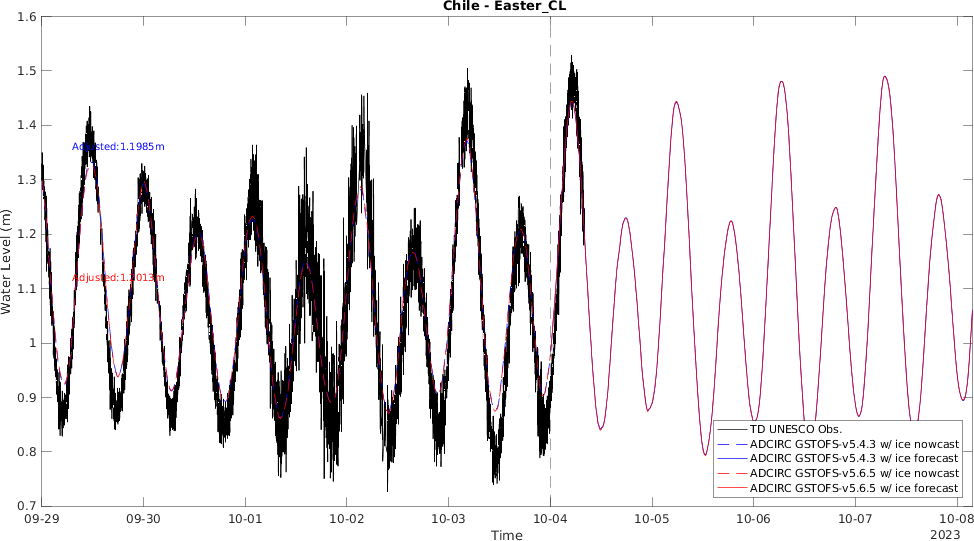 Chile - Easter_CL
1.6
1.5
1.4
1.3
1.2
1.1
1
0.9
0.8
0.7
Water Level (m)
Adjusted:1.1985m
Adjusted:1.2013m
TD UNESCO Obs.
ADCIRC GSTOFS-v5.4.3 w/ ice nowcast
ADCIRC GSTOFS-v5.4.3 w/ ice forecast
ADCIRC GSTOFS-v5.6.5 w/ ice nowcast
ADCIRC GSTOFS-v5.6.5 w/ ice forecast
09-29 09-30 10-01 10-02 10-03 10-04 10-05 10-06 10-07 10-08
2023
Time